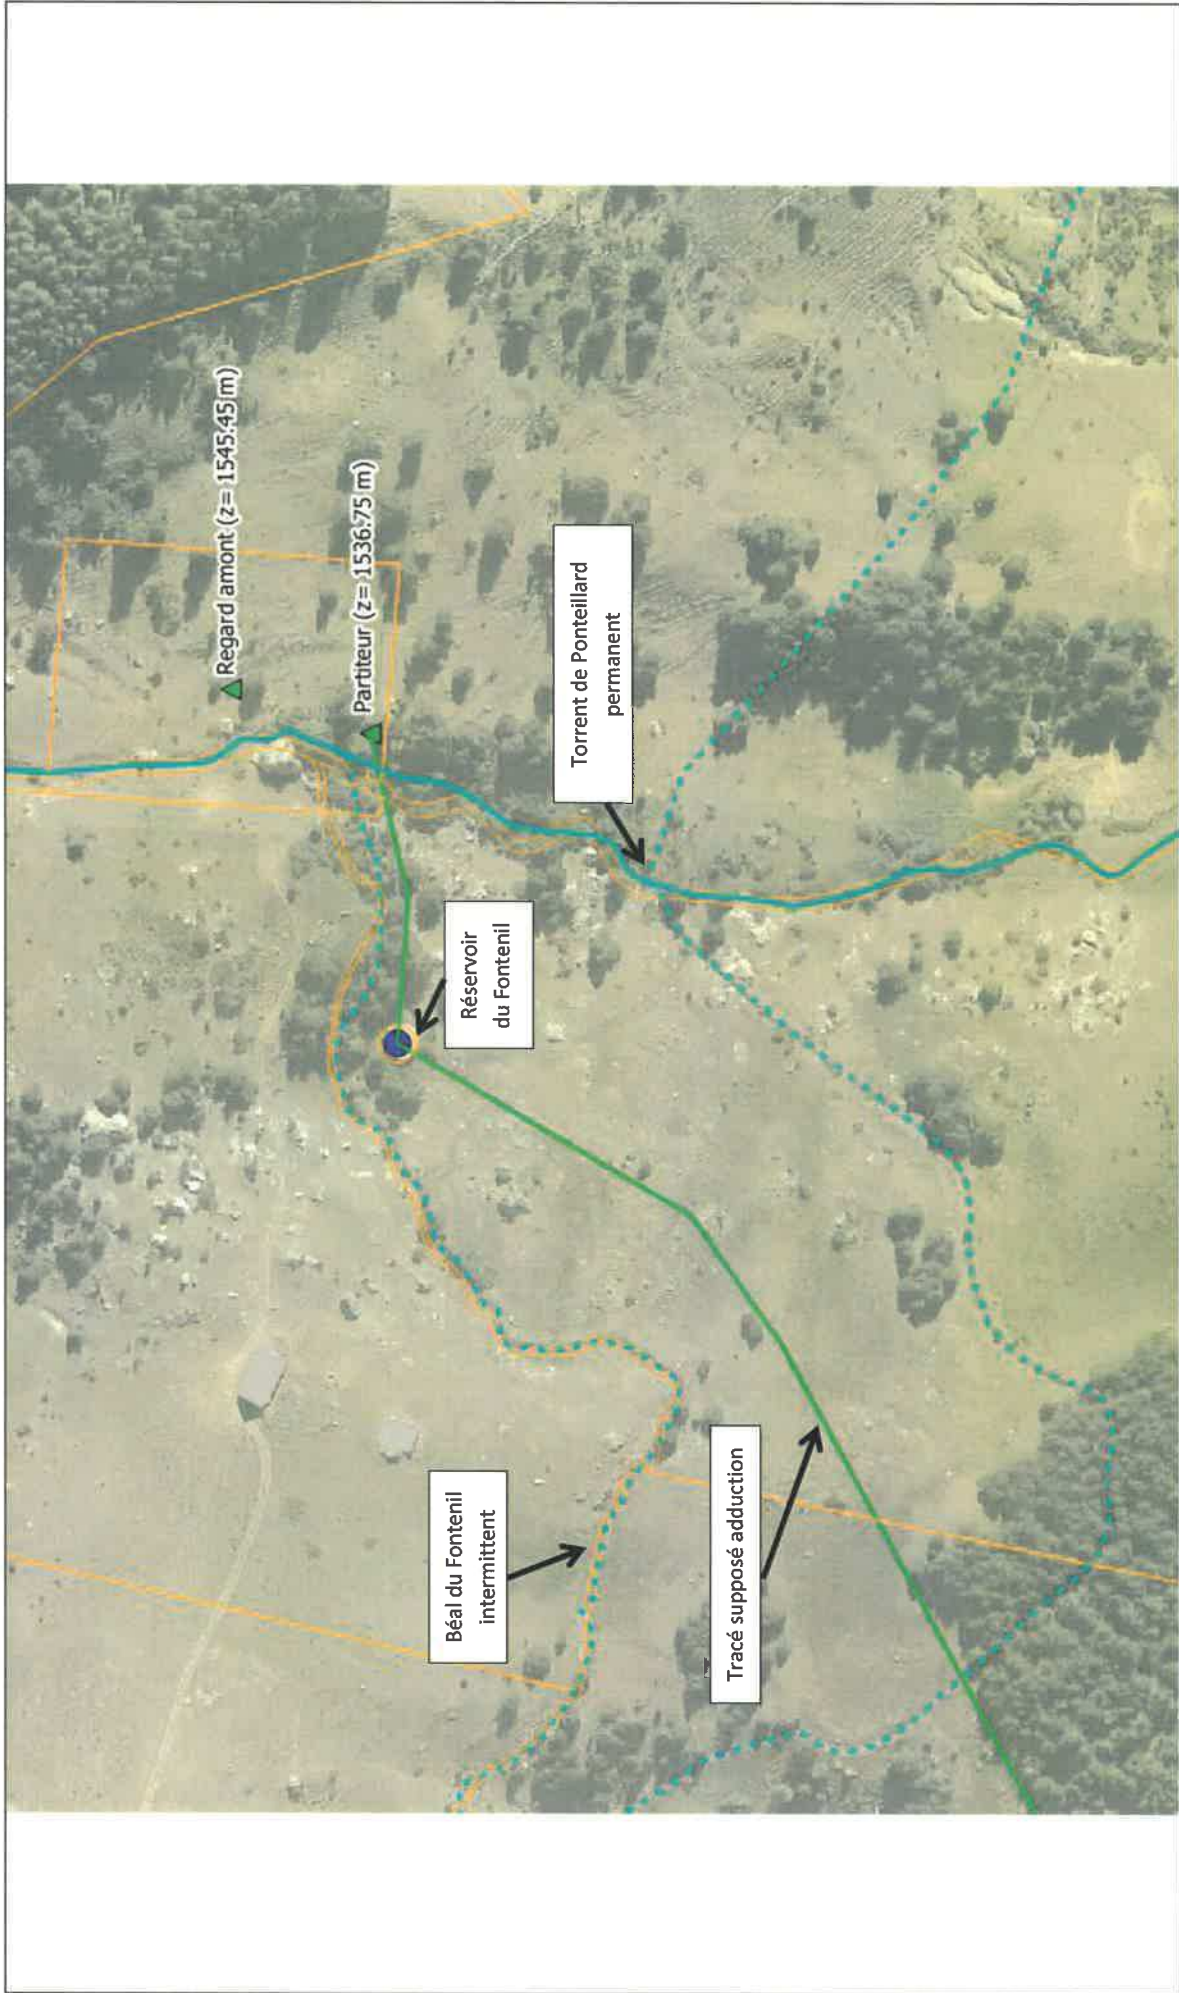 Regard amont (z= 1545.45 m)
Partiteur (z= 1536.75 m)
Torrent de Ponteillard
permanent
Réservoir
du Fontenil
Béal du Fontenil
intermittent
Tracé supposé adduction